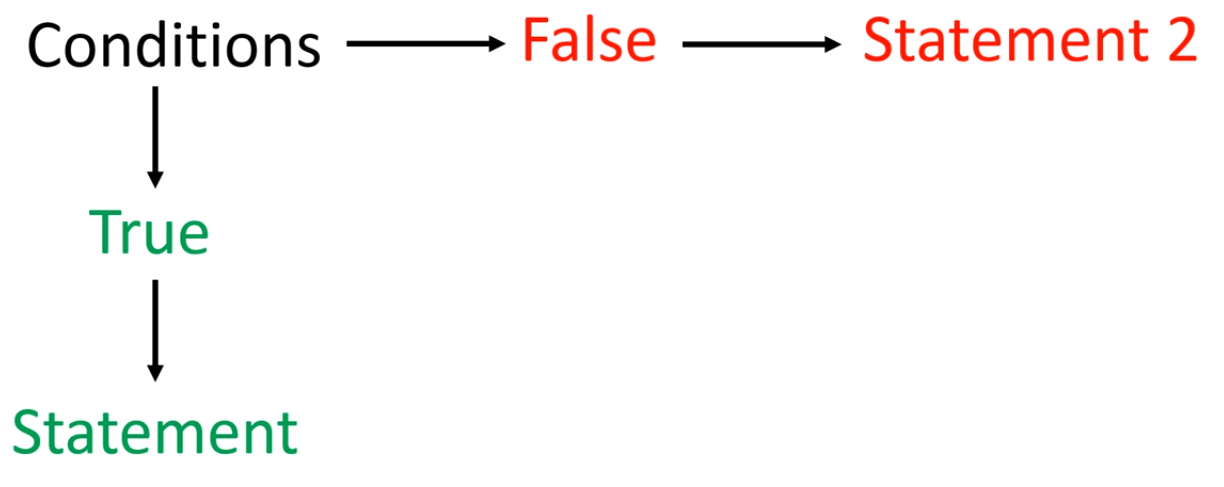 Conditions False Statement 2
True
Statement